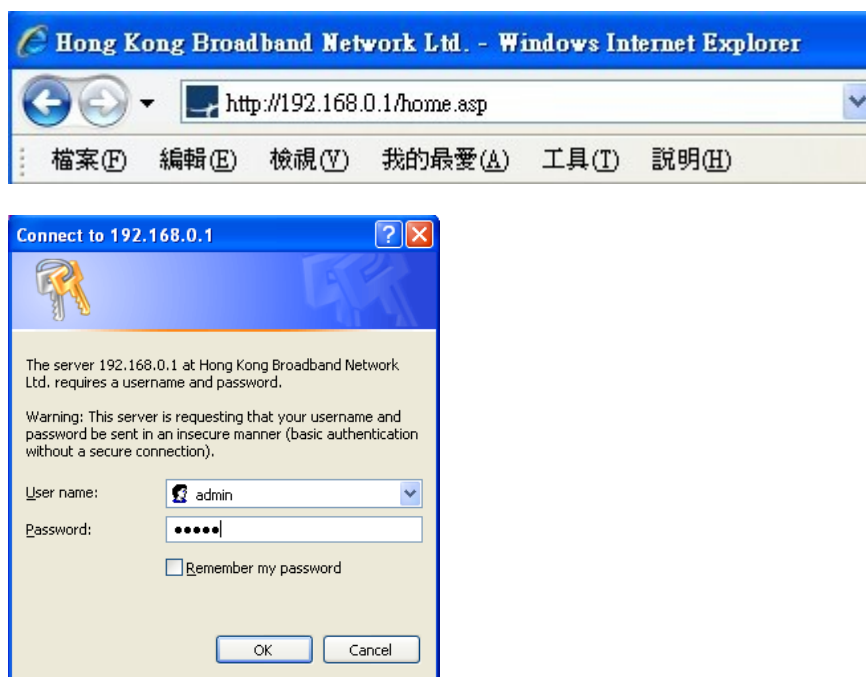 Hong Kong Broadband Network Ltd. - Windows Internet Explorer
http://192.168.0.1/home.asp
檔案(F) 編輯(E) 檢視(V) 我的最愛(A) 工具(T) 說明(H)
Connect to 192.168.0.1
The server 192.168.0.1 at Hong Kong Broadband Network
Ltd. requires a username and password.
Warning: This server is requesting that your username and
password be sent in an insecure manner (basic authentication
without a secure connection).
User name: admin
Password: •••••
Remember my password
OK Cancel